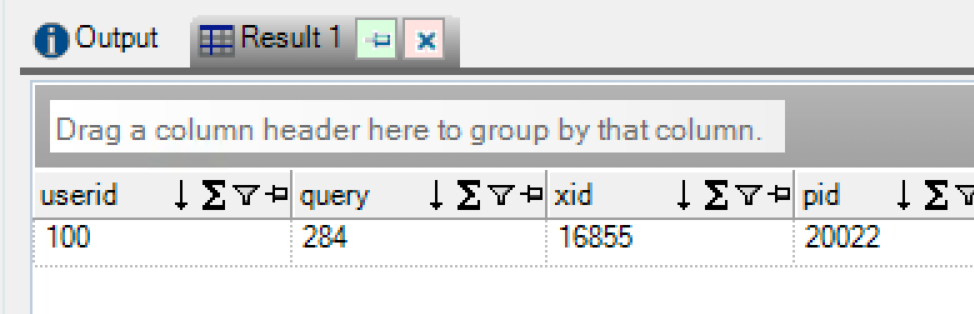 Output Result 1
Drag a column header here to group by that column.
userid query xid pid
100 284 16855 20022